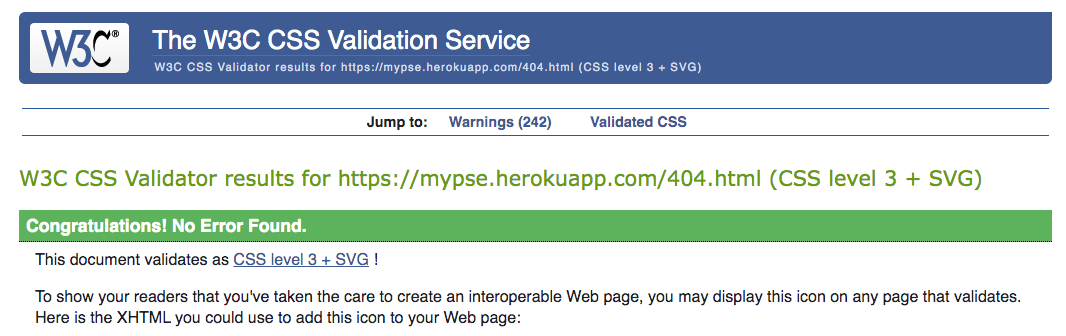 W3C®
The W3C CSS Validation Service
W3C CSS Validator results for https://mypse.herokuapp.com/404.html (CSS level 3 + SVG)
Jump to: Warnings (242) Validated CSS
W3C CSS Validator results for https://mypse.herokuapp.com/404.html (CSS level 3 + SVG)
Congratulations! No Error Found.
This document validates as CSS level 3 + SVG !
To show your readers that you've taken the care to create an interoperable Web page, you may display this icon on any page that validates.
Here is the XHTML you could use to add this icon to your Web page: